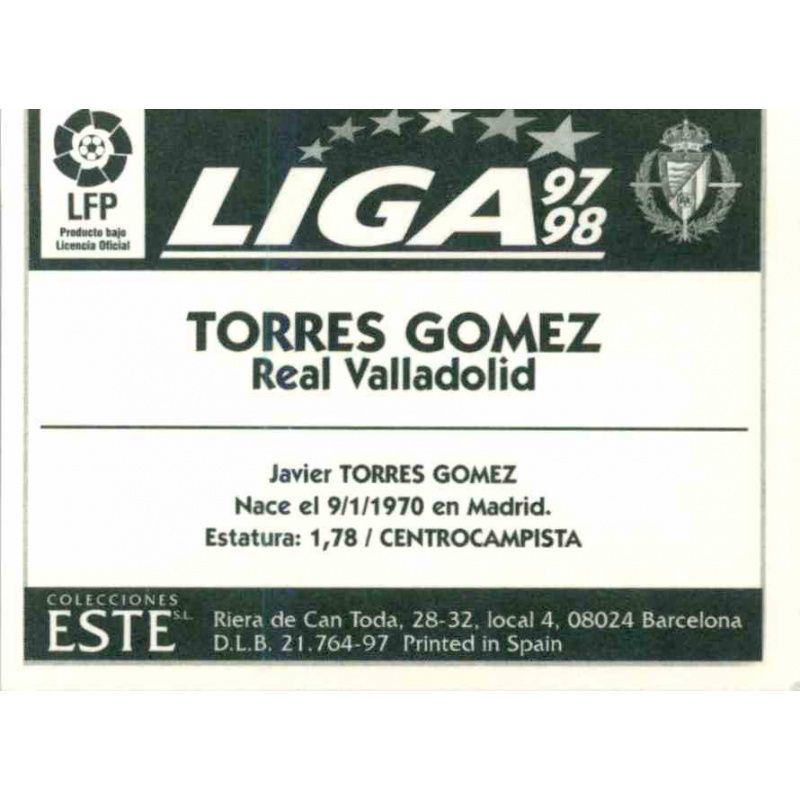 LFP
Producto bajo
Licencia Oficial
LIGA 97
98
TORRES GOMEZ
Real Valladolid
Javier TORRES GOMEZ
Nace el 9/1/1970 en Madrid.
Estatura: 1,78 / CENTROCAMPISTA
COLECCIONES
ESTE S.L.
Riera de Can Toda, 28-32, local 4, 08024 Barcelona
D.L.B. 21.764-97 Printed in Spain